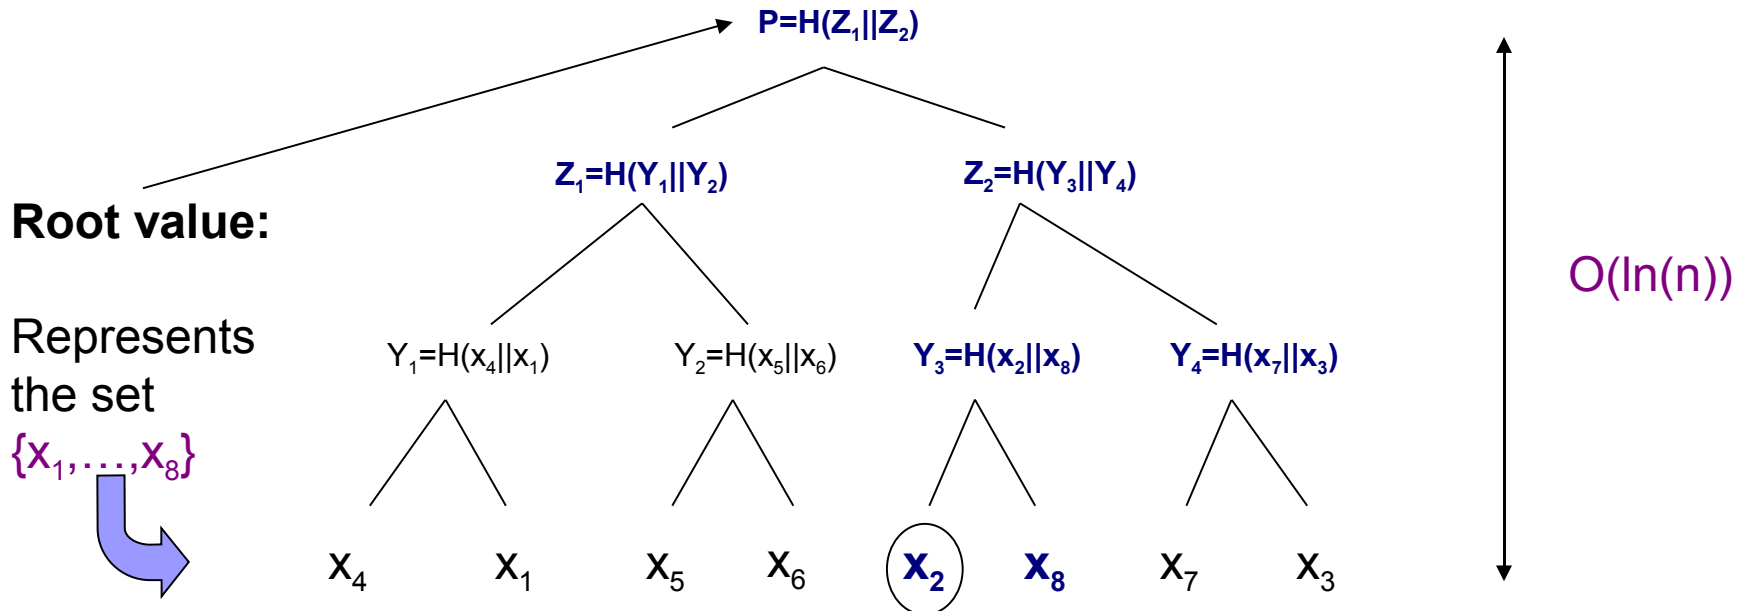 P=H(Z₁||Z₂)
Z₁=H(Y₁||Y₂) Z₂=H(Y₃||Y₄)
Root value:
O(ln(n))
Represents
the set
{x₁,…,x₈}
Y₁=H(x₄||x₁) Y₂=H(x₅||x₆) Y₃=H(x₂||x₈) Y₄=H(x₇||x₃)
x₄ x₁ x₅ x₆ x₂ x₈ x₇ x₃